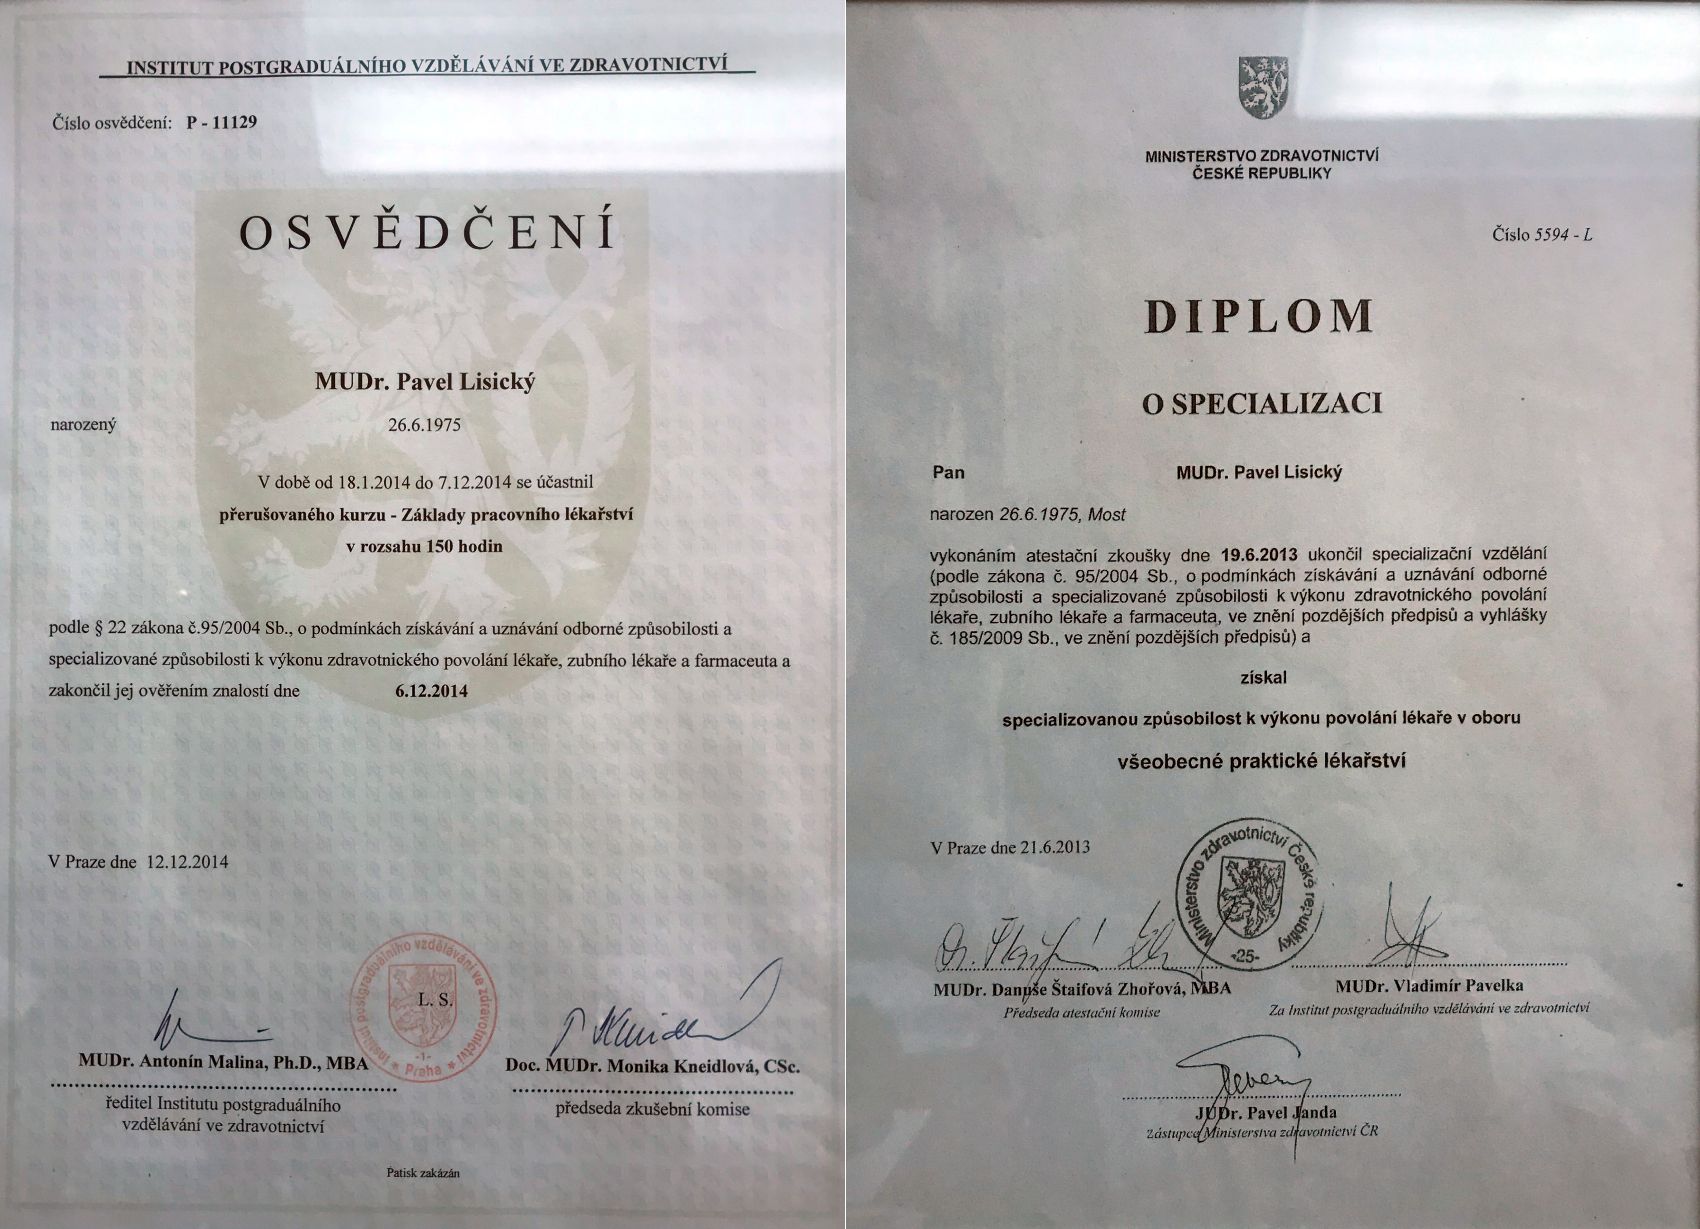 INSTITUT POSTGRADUÁLNÍHO VZDĚLÁVÁNÍ VE ZDRAVOTNICTVÍ
Číslo osvědčení: P - 11129
OSVĚDČENÍ
MUDr. Pavel Lisický
narozený 26.6.1975
V době od 18.1.2014 do 7.12.2014 se účastnil
přerušovaného kurzu - Základy pracovního lékařství
v rozsahu 150 hodin
podle § 22 zákona č.95/2004 Sb., o podmínkách získávání a uznávání odborné způsobilosti a
specializované způsobilosti k výkonu zdravotnického povolání lékaře, zubního lékaře a farmaceuta a
zakončil jej ověřením znalostí dne 6.12.2014
V Praze dne 12.12.2014
Institut postgraduálního vzdělávání ve zdravotnictví
L. S.
-1-
* Praha *
MUDr. Antonín Malina, Ph.D., MBA
ředitel Institutu postgraduálního
vzdělávání ve zdravotnictví
Doc. MUDr. Monika Kneidlová, CSc.
předseda zkušební komise
Patisk zakázán
MINISTERSTVO ZDRAVOTNICTVÍ
ČESKÉ REPUBLIKY
Číslo 5594 - L
DIPLOM
O SPECIALIZACI
Pan MUDr. Pavel Lisický
narozen 26.6.1975, Most
vykonáním atestační zkoušky dne 19.6.2013 ukončil specializační vzdělání
(podle zákona č. 95/2004 Sb., o podmínkách získávání a uznávání odborné
způsobilosti a specializované způsobilosti k výkonu zdravotnického povolání
lékaře, zubního lékaře a farmaceuta, ve znění pozdějších předpisů a vyhlášky
č. 185/2009 Sb., ve znění pozdějších předpisů) a
získal
specializovanou způsobilost k výkonu povolání lékaře v oboru
všeobecné praktické lékařství
V Praze dne 21.6.2013
Ministerstvo zdravotnictví České republiky
-25-
MUDr. Danuše Štaifová Zhořová, MBA
Předseda atestační komise
MUDr. Vladimír Pavelka
Za Institut postgraduálního vzdělávání ve zdravotnictví
JUDr. Pavel Janda
Zástupce Ministerstva zdravotnictví ČR